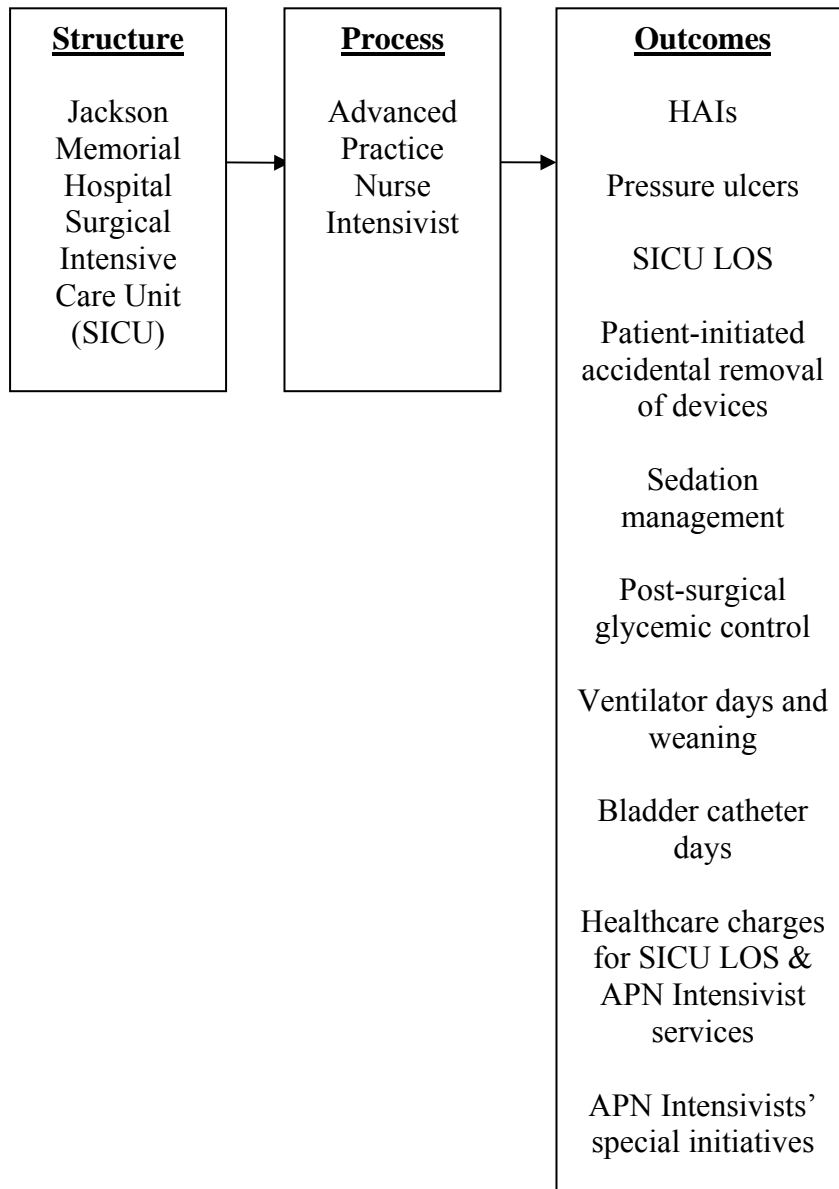 Structure
Jackson
Memorial
Hospital
Surgical
Intensive
Care Unit
(SICU)
Process
Advanced
Practice
Nurse
Intensivist
Outcomes
HAIs
Pressure ulcers
SICU LOS
Patient-initiated
accidental removal
of devices
Sedation
management
Post-surgical
glycemic control
Ventilator days and
weaning
Bladder catheter
days
Healthcare charges
for SICU LOS &
APN Intensivist
services
APN Intensivists’
special initiatives